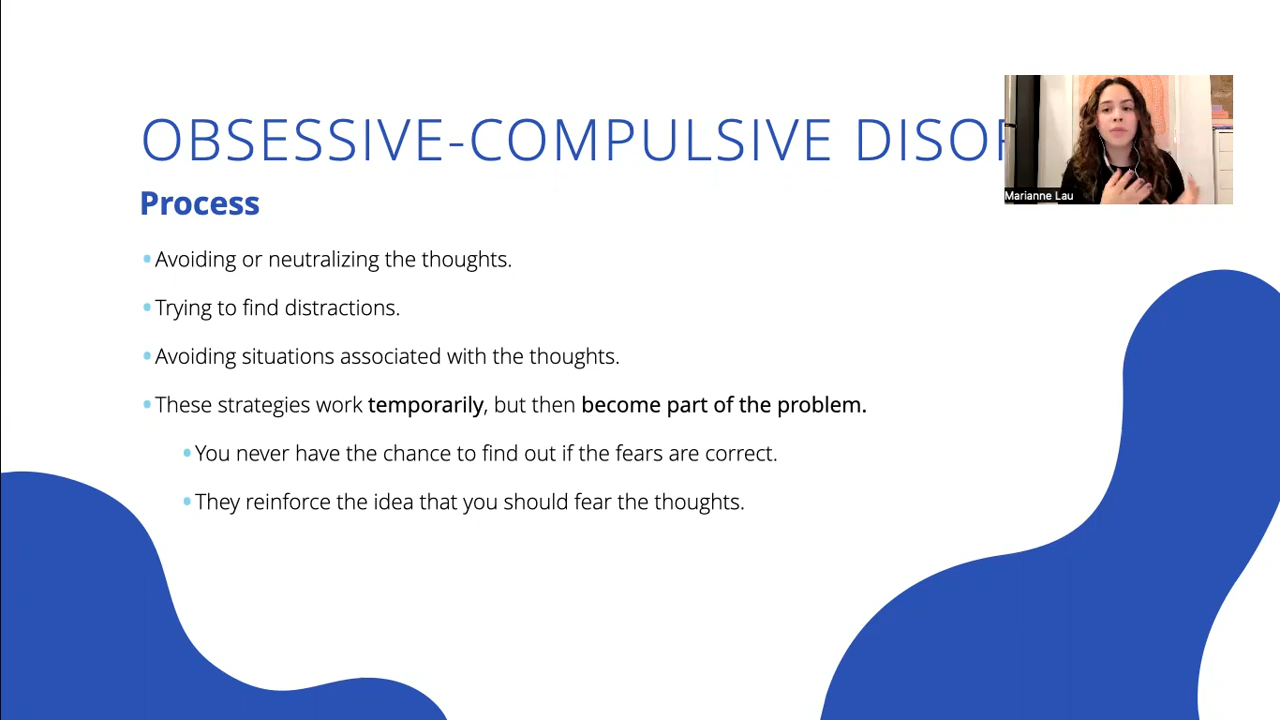 OBSESSIVE-COMPULSIVE
Process
Marianne Lau
• Avoiding or neutralizing the thoughts.
• Trying to find distractions.
• Avoiding situations associated with the thoughts.
• These strategies work temporarily, but then become part of the problem.
• You never have the chance to find out if the fears are correct.
• They reinforce the idea that you should fear the thoughts.